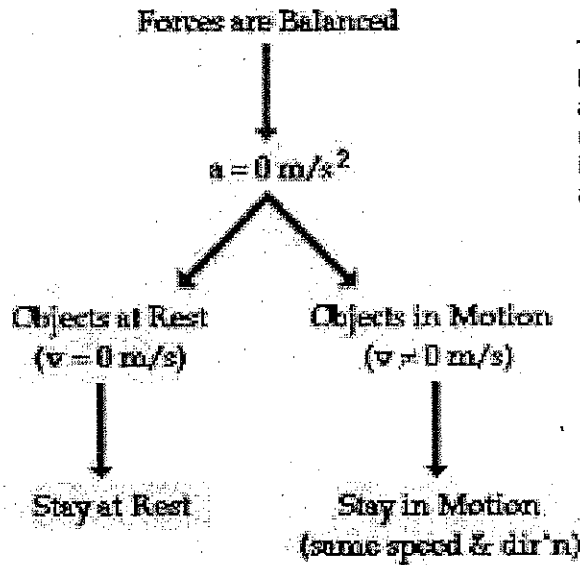 Forces are Balanced
a = 0 m/s²
Objects at Rest
(v = 0 m/s)
Objects in Motion
(v ≠ 0 m/s)
Stay at Rest
Stay in Motion
(same speed & dir'n)